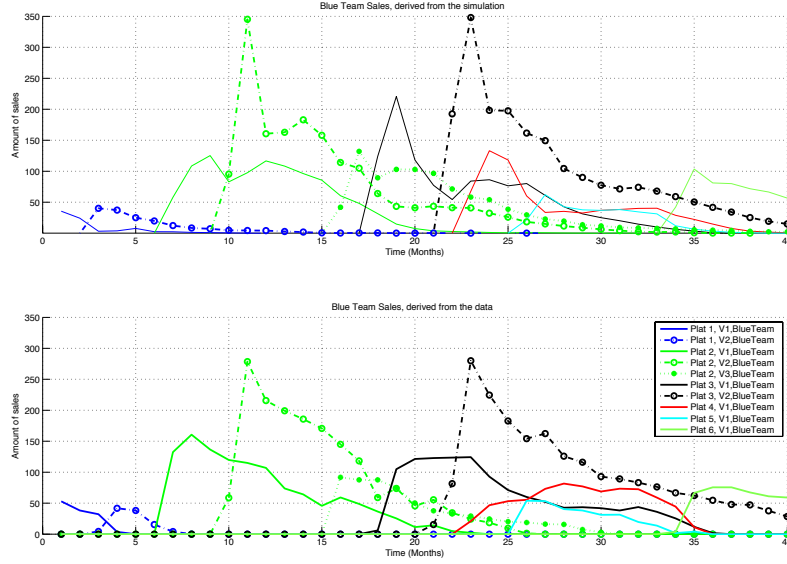 Blue Team Sales, derived from the simulation
350
300
250
200
150
100
50
Amount of sales
0 5 10 15 20 25 30 35 40
Time (Months)
Blue Team Sales, derived from the data
350
300
250
200
150
100
50
0
Amount of sales
0 5 10 15 20 25 30 35 40
Time (Months)
Plat 1, V1,BlueTeam
Plat 1, V2,BlueTeam
Plat 2, V1,BlueTeam
Plat 2, V2,BlueTeam
Plat 2, V3,BlueTeam
Plat 3, V1,BlueTeam
Plat 3, V2,BlueTeam
Plat 4, V1,BlueTeam
Plat 5, V1,BlueTeam
Plat 6, V1,BlueTeam